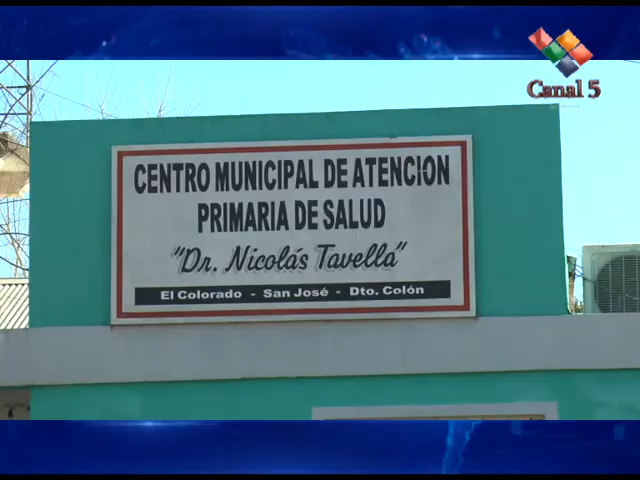 Canal 5
CENTRO MUNICIPAL DE ATENCION
PRIMARIA DE SALUD
"Dr. Nicolás Tavella"
El Colorado - San José - Dto. Colón